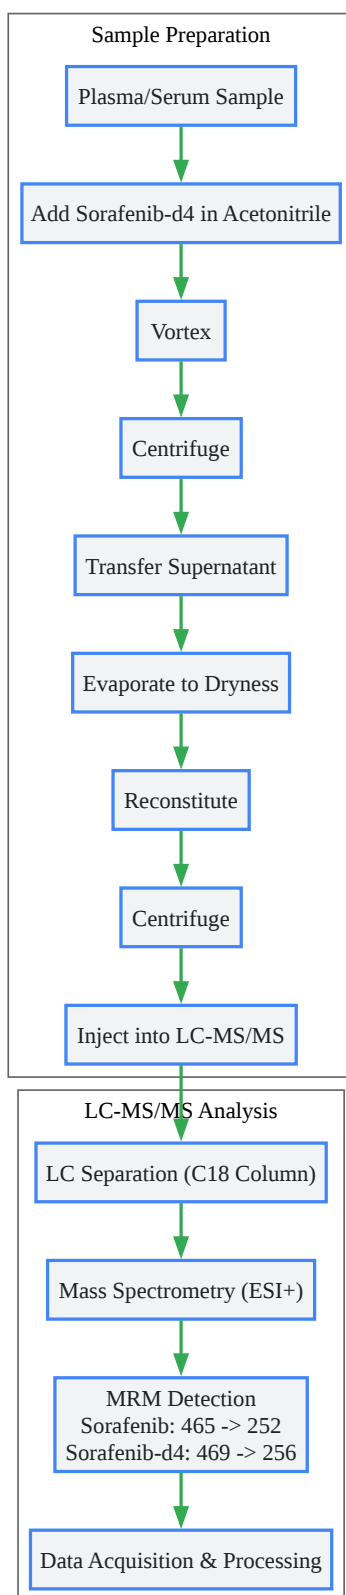 Sample Preparation
Plasma/Serum Sample
Add Sorafenib-d4 in Acetonitrile
Vortex
Centrifuge
Transfer Supernatant
Evaporate to Dryness
Reconstitute
Centrifuge
Inject into LC-MS/MS
LC-MS/MS Analysis
LC Separation (C18 Column)
Mass Spectrometry (ESI+)
MRM Detection
Sorafenib: 465 -> 252
Sorafenib-d4: 469 -> 256
Data Acquisition & Processing